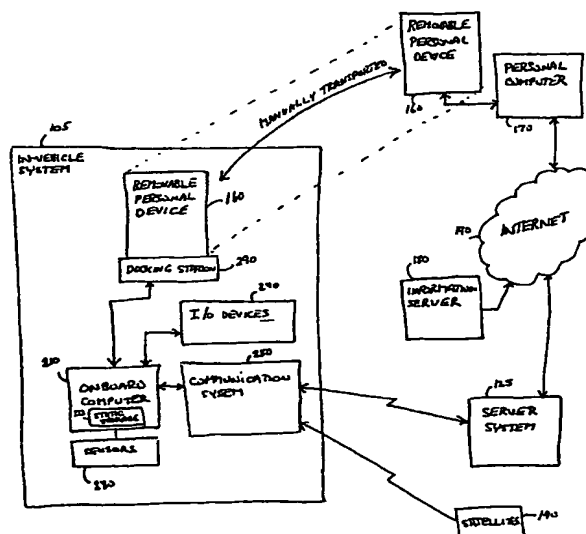 REMOVABLE
PERSONAL
DEVICE
160
PERSONAL
COMPUTER
170
MANUALLY TRANSPORTED
105
IN-VEHICLE
SYSTEM
REMOVABLE
PERSONAL
DEVICE
160
DOCKING STATION
290
240
I/O DEVICES
INTERNET
180
INFORMATION
SERVER
210
ONBOARD
COMPUTER
STATIC
STORAGE
250
COMMUNICATION
SYSTEM
SENSORS
125
SERVER
SYSTEM
SATELLITES
140